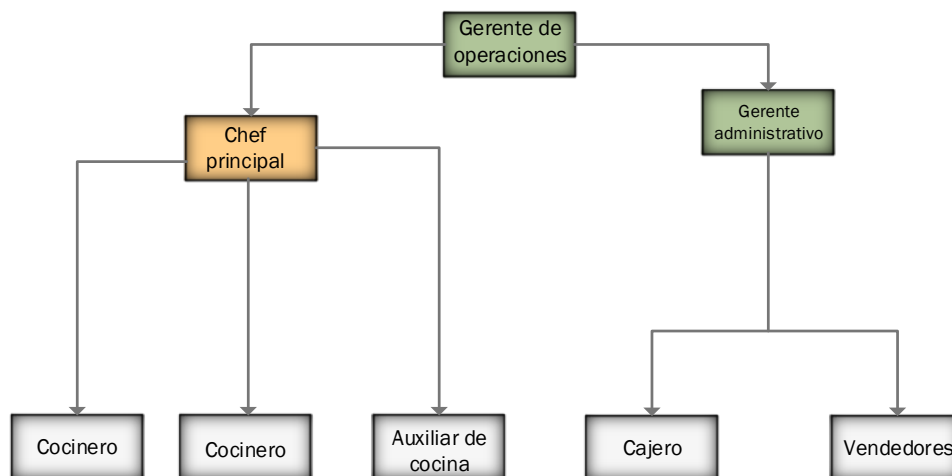 Gerente de
operaciones
Gerente
administrativo
Chef
principal
Cocinero
Cocinero
Auxiliar de
cocina
Cajero
Vendedores